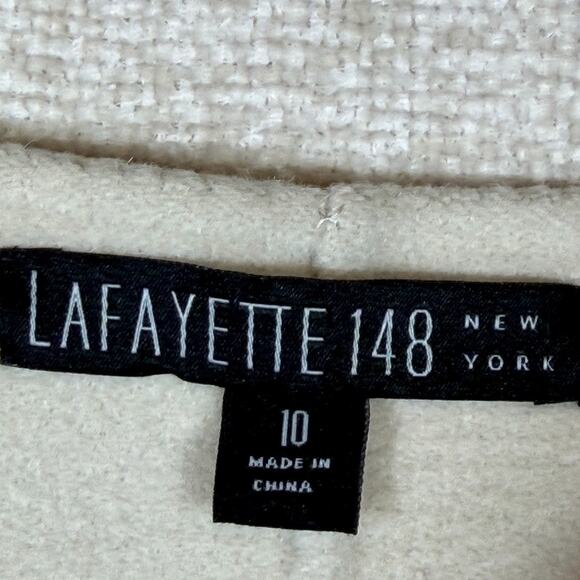 LAFAYETTE 148 NEW YORK
10
MADE IN
CHINA